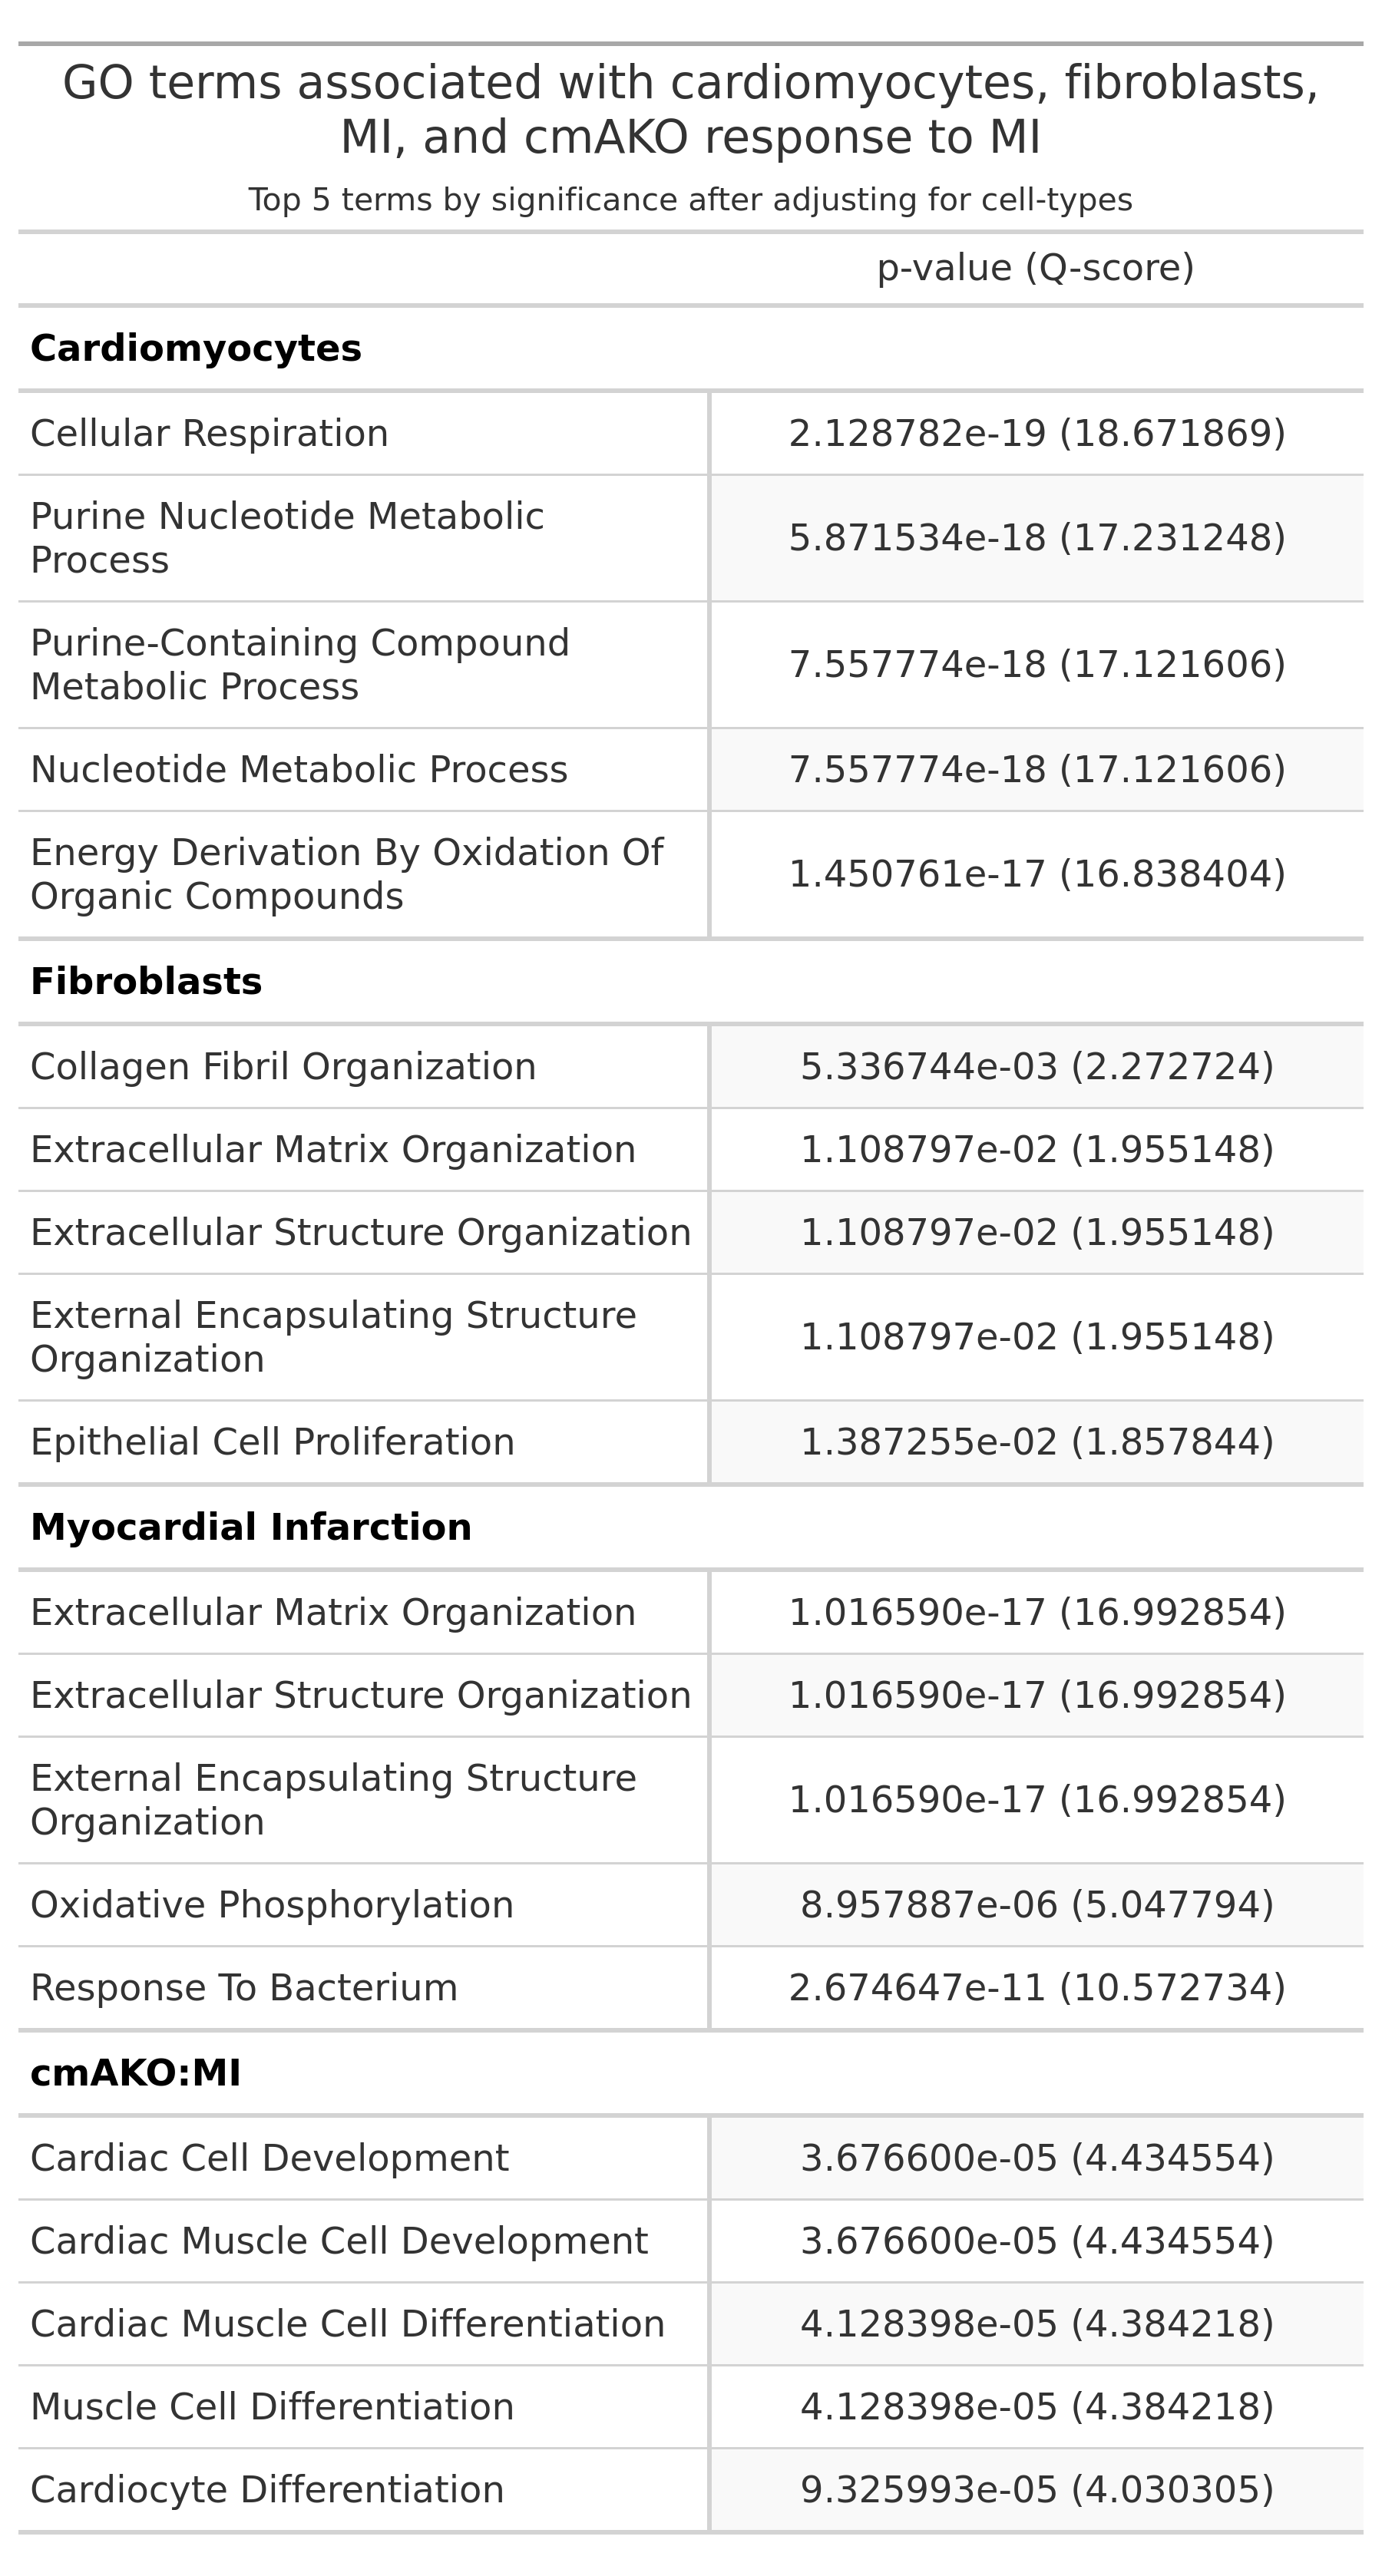 GO terms associated with cardiomyocytes, fibroblasts,
MI, and cmAKO response to MI
Top 5 terms by significance after adjusting for cell-types
p-value (Q-score)
Cardiomyocytes
Cellular Respiration 2.128782e-19 (18.671869)
Purine Nucleotide Metabolic
Process 5.871534e-18 (17.231248)
Purine-Containing Compound
Metabolic Process 7.557774e-18 (17.121606)
Nucleotide Metabolic Process 7.557774e-18 (17.121606)
Energy Derivation By Oxidation Of
Organic Compounds 1.450761e-17 (16.838404)
Fibroblasts
Collagen Fibril Organization 5.336744e-03 (2.272724)
Extracellular Matrix Organization 1.108797e-02 (1.955148)
Extracellular Structure Organization 1.108797e-02 (1.955148)
External Encapsulating Structure
Organization 1.108797e-02 (1.955148)
Epithelial Cell Proliferation 1.387255e-02 (1.857844)
Myocardial Infarction
Extracellular Matrix Organization 1.016590e-17 (16.992854)
Extracellular Structure Organization 1.016590e-17 (16.992854)
External Encapsulating Structure
Organization 1.016590e-17 (16.992854)
Oxidative Phosphorylation 8.957887e-06 (5.047794)
Response To Bacterium 2.674647e-11 (10.572734)
cmAKO:MI
Cardiac Cell Development 3.676600e-05 (4.434554)
Cardiac Muscle Cell Development 3.676600e-05 (4.434554)
Cardiac Muscle Cell Differentiation 4.128398e-05 (4.384218)
Muscle Cell Differentiation 4.128398e-05 (4.384218)
Cardiocyte Differentiation 9.325993e-05 (4.030305)